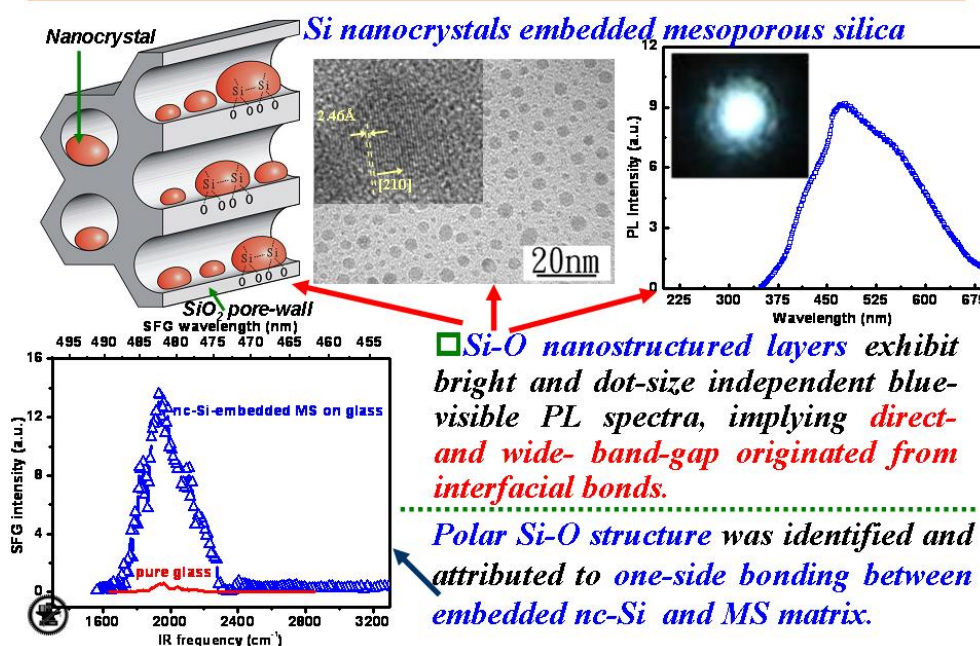 Si nanocrystals embedded mesoporous silica
Nanocrystal
Si Si
O O O O
Si Si
O O O O
Si Si
O O O O
SiO2 pore-wall
2.46Å
[210]
20nm
12
9
6
3
0
PL Intensity (a.u.)
225 300 375 450 525 600 675
Wavelength (nm)
SFG wavelength (nm)
495 490 485 480 475 470 465 460 455
16
12
8
4
0
SFG intensity (a.u.)
nc-Si-embedded MS on glass
pure glass
1600 2000 2400 2800 3200
IR frequency (cm-1)
Si-O nanostructured layers exhibit
bright and dot-size independent blue-
visible PL spectra, implying direct-
and wide- band-gap originated from
interfacial bonds.
Polar Si-O structure was identified and
attributed to one-side bonding between
embedded nc-Si and MS matrix.